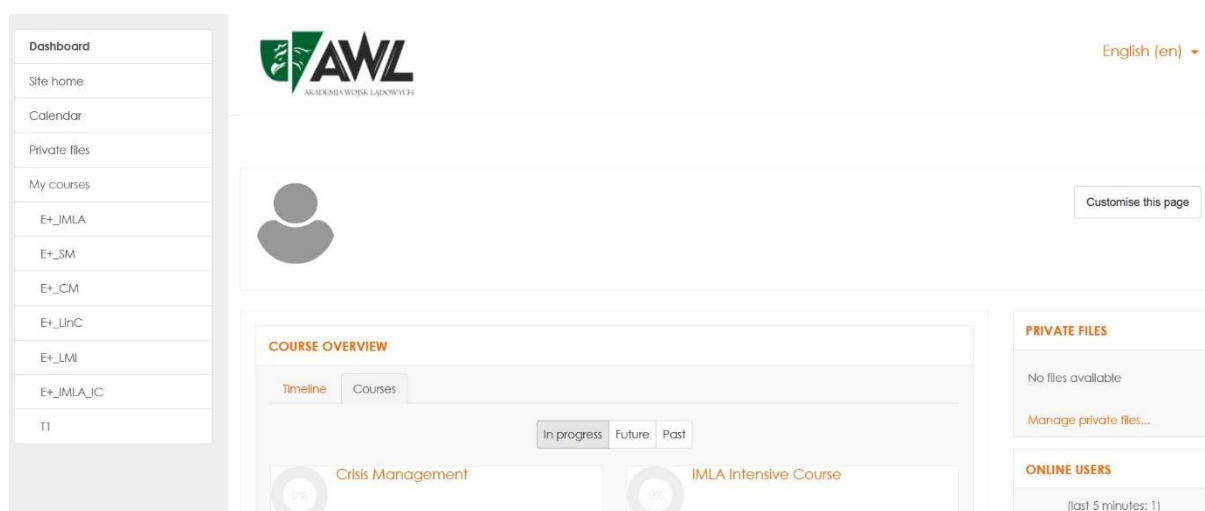 Dashboard
Site home
Calendar
Private files
My courses
E+_IMLA
E+_SM
E+_CM
E+_LInC
E+_LMI
E+_IMLA_IC
T1
AWL
AKADEMIA WOJSK LĄDOWYCH
English (en)
Customise this page
COURSE OVERVIEW
Timeline Courses
In progress Future Past
0% Crisis Management
0% IMLA Intensive Course
PRIVATE FILES
No files available
Manage private files...
ONLINE USERS
(last 5 minutes: 1)